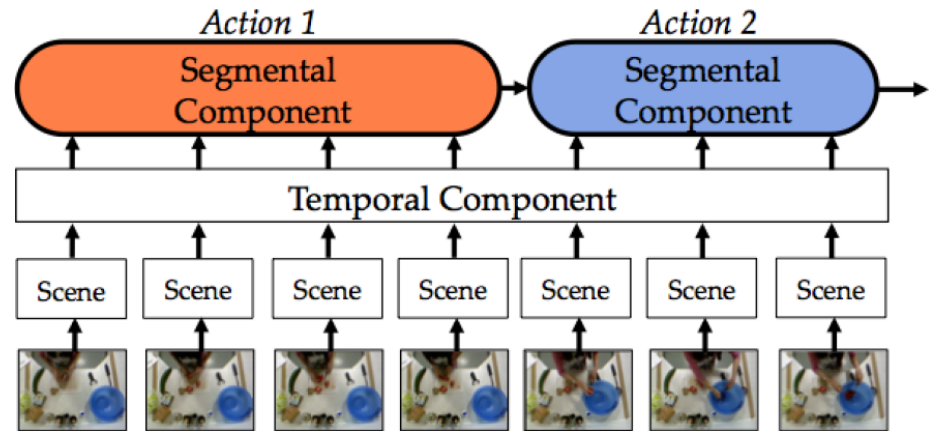 Action 1
Action 2
Segmental
Component
Segmental
Component
Temporal Component
Scene
Scene
Scene
Scene
Scene
Scene
Scene